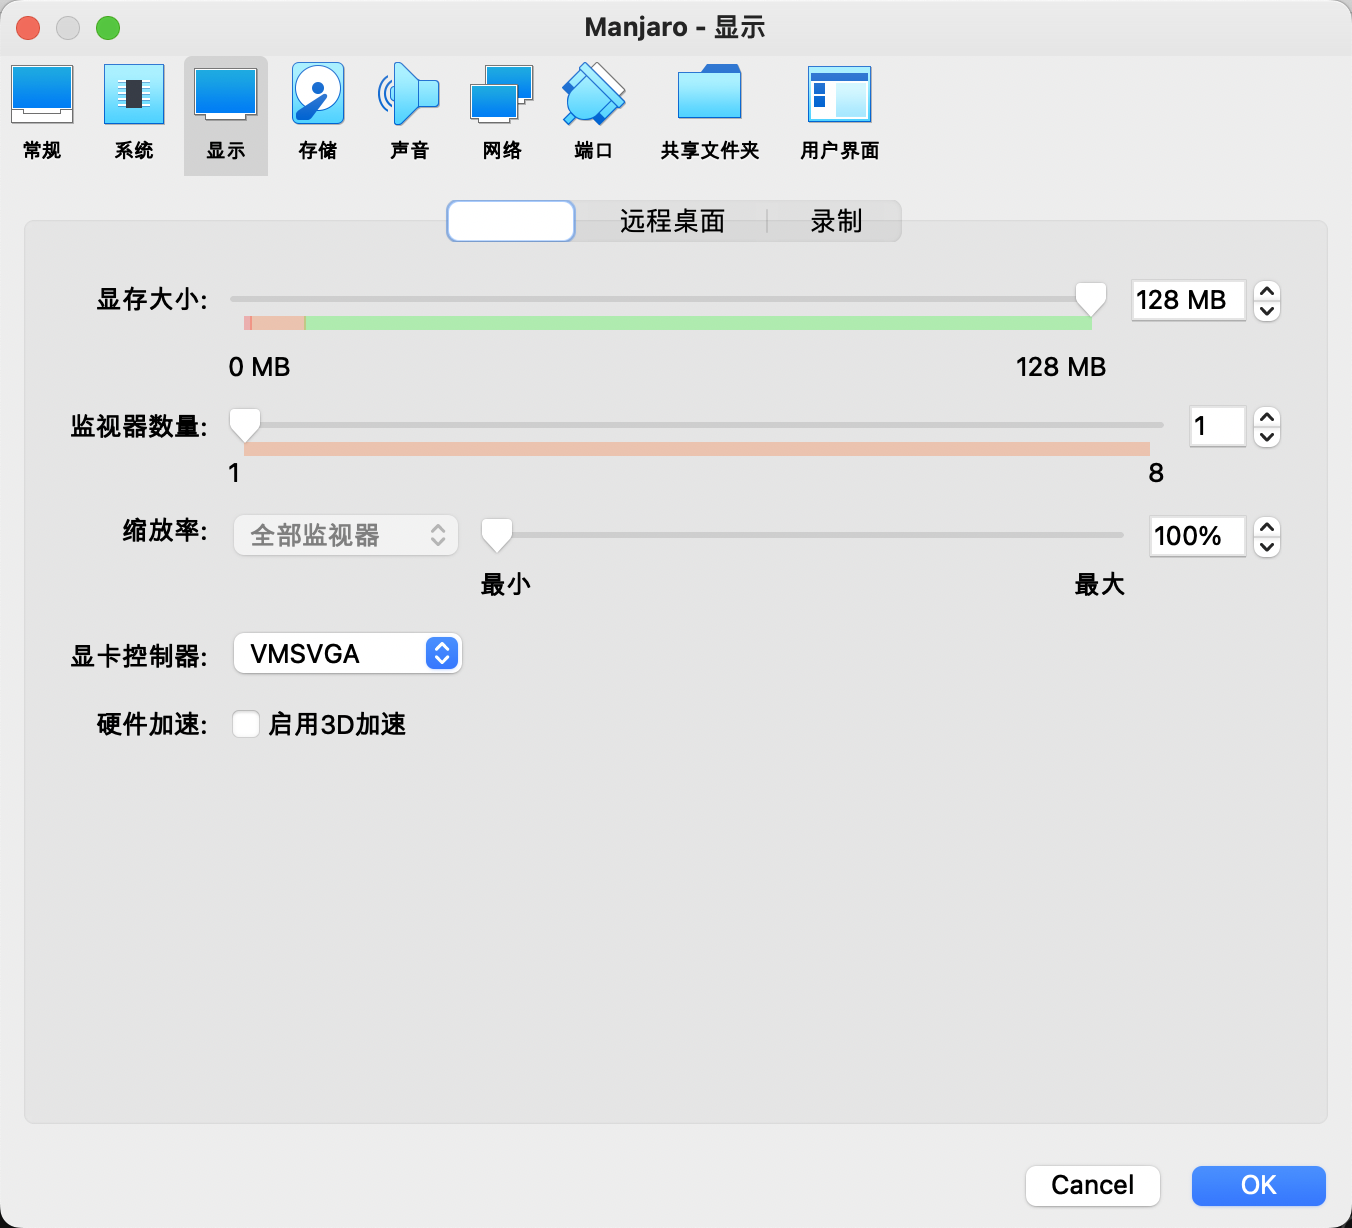 Manjaro - 显示
常规
系统
显示
存储
声音
网络
端口
共享文件夹
用户界面
远程桌面
录制
显存大小:
128 MB
0 MB
128 MB
监视器数量:
1
1
8
缩放率:
全部监视器
100%
最小
最大
显卡控制器:
VMSVGA
硬件加速:
启用3D加速
Cancel
OK